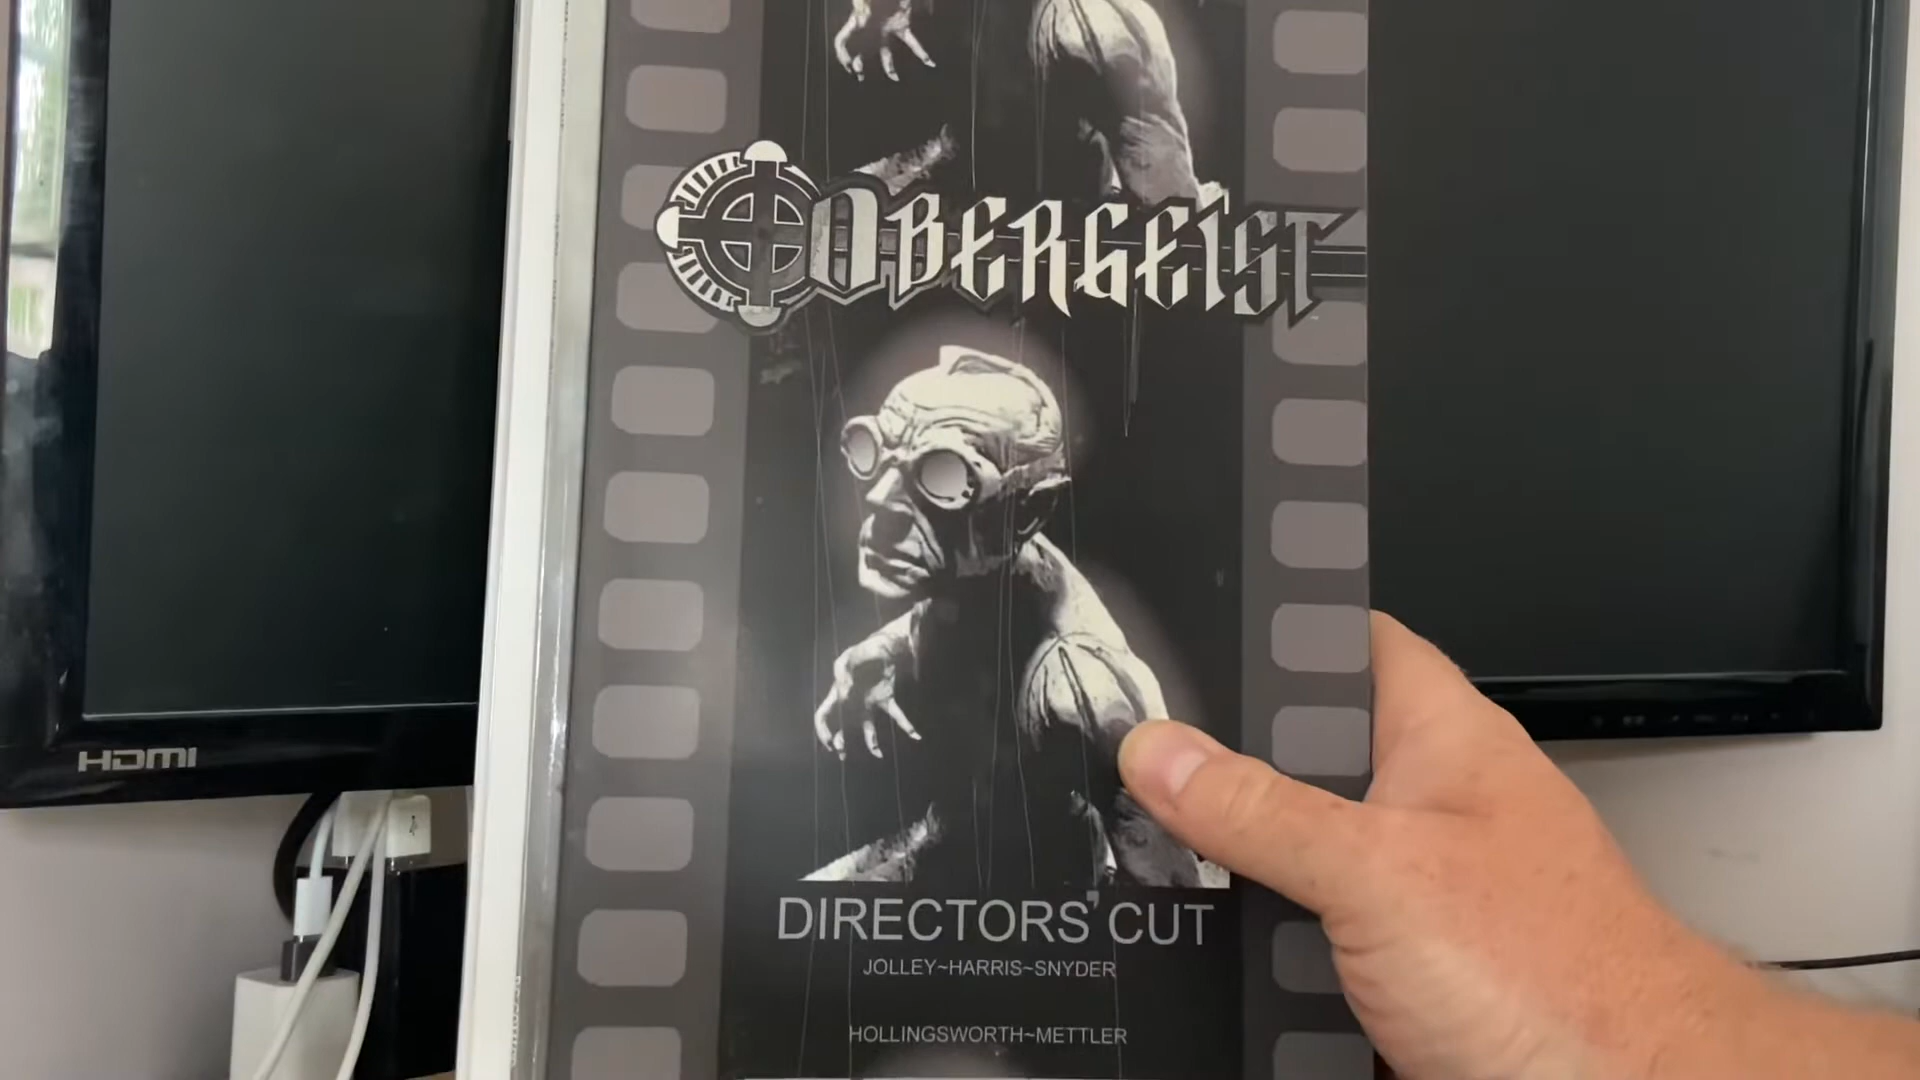 OBERGEIST
HDMI
DIRECTORS' CUT
JOLLEY~HARRIS~SNYDER
HOLLINGSWORTH~METTLER